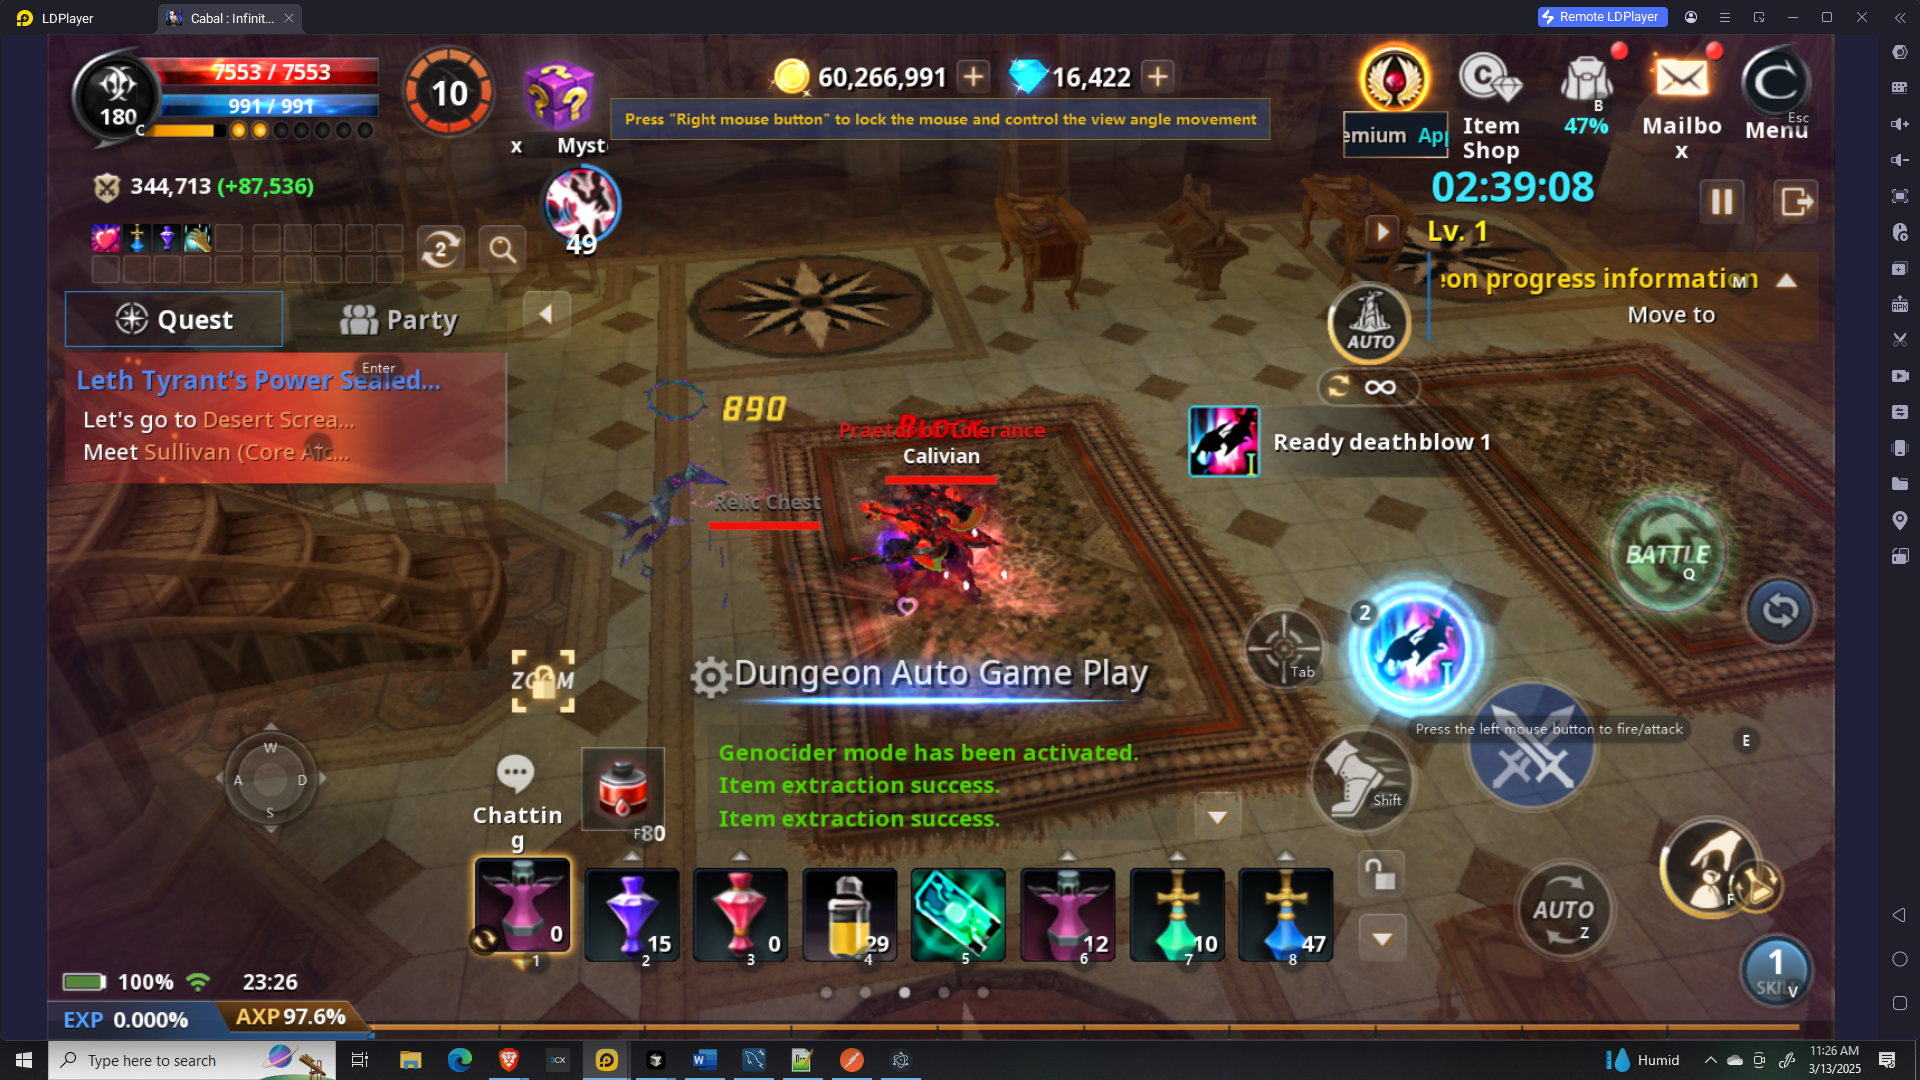 LDPlayer
Cabal : Infinit...
Remote LDPlayer
7553 / 7553
991 / 991
180
C
10
x Myst
60,266,991
16,422
Press "Right mouse button" to lock the mouse and control the view angle movement
emium App
Item
Shop
B
47%
Mailbo
x
Esc
Menu
344,713 (+87,536)
49
2
02:39:08
Lv. 1
on progress information
M
Move to
AUTO
Quest
Party
Enter
Leth Tyrant's Power Sealed...
Let's go to Desert Screa...
Meet Sullivan (Core Alc...
890
Block
Praetor of Tolerance
Calivian
Relic Chest
Ready deathblow 1
I
BATTLE
Q
2
I
Tab
ZOOM
Dungeon Auto Game Play
Press the left mouse button to fire/attack
E
W
A
D
S
Chattin
g
80
Genocider mode has been activated.
Item extraction success.
Item extraction success.
Shift
F
AUTO
Z
0
1
15
2
0
3
29
4
5
12
6
10
7
47
8
1
SKILL
V
100%
23:26
EXP 0.000%
AXP 97.6%
Type here to search
3CX
W
Humid
11:26 AM
3/13/2025